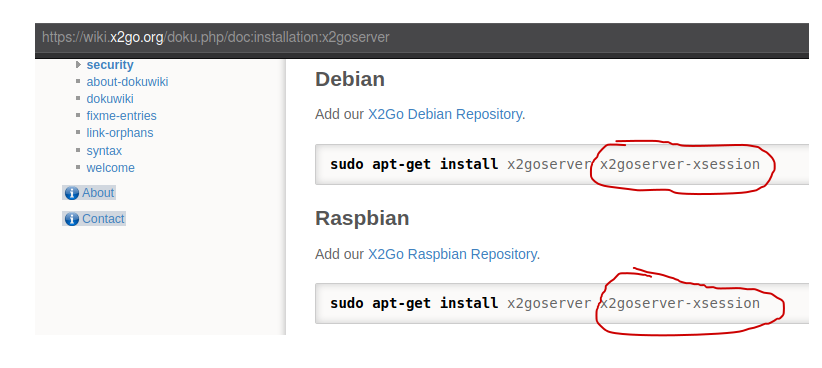 https://wiki.x2go.org/doku.php/doc:installation:x2goserver
security
about-dokuwiki
dokuwiki
fixme-entries
link-orphans
syntax
welcome
About
Contact
Debian
Add our X2Go Debian Repository.
sudo apt-get install x2goserver x2goserver-xsession
Raspbian
Add our X2Go Raspbian Repository.
sudo apt-get install x2goserver x2goserver-xsession